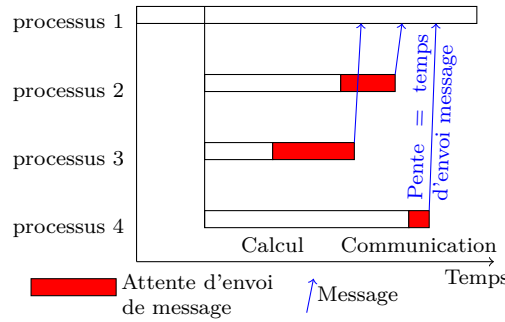 processus 1
processus 2
processus 3
processus 4
Pente = temps
d'envoi message
Calcul
Communication
Temps
Attente d'envoi
de message
Message